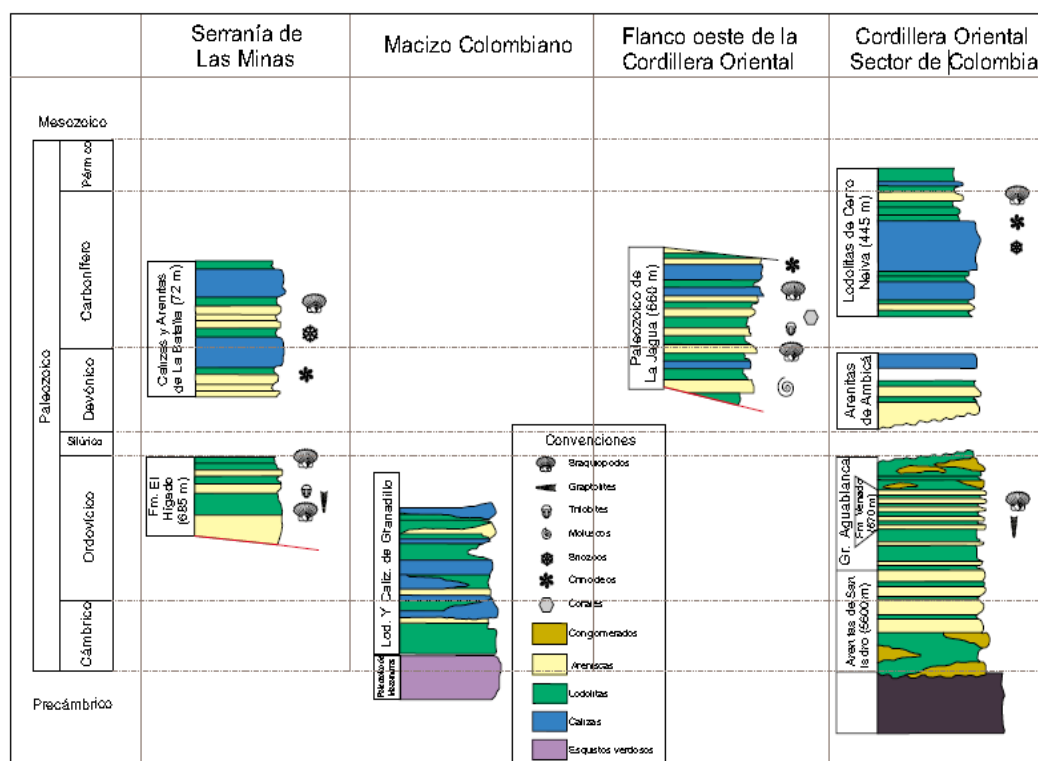 Serranía de
Las Minas
Macizo Colombiano
Flanco oeste de la
Cordillera Oriental
Cordillera Oriental
Sector de Colombia
Mesozoico
Paleozoico
Pérmico
Carbonífero
Devónico
Silúrico
Ordovícico
Cámbrico
Precámbrico
Calizas y Arenitas
de La Batalla (72 m)
Fm. El
Hígado
(685 m)
Lod. Y Caliz. de Granadillo
Paleozoico de
La Jagua (660 m)
Lodolitas de Cerro
Neiva (445 m)
Arenitas
de Ambicá
Gr. Aguablanca
Fm. Venado
(670 m)
Arenitas de San
Isidro (5600 m)
Convenciones
Braquiopodos
Graptolites
Trilobites
Moluscos
Briozoos
Crinodeos
Corales
Conglomerados
Areniscas
Lodolitas
Calizas
Esquistos verdosos